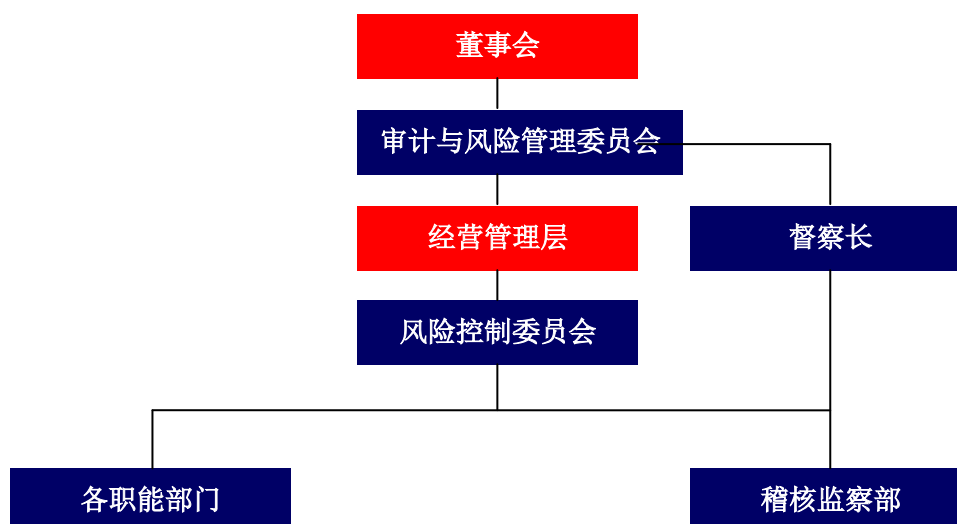 董事会
审计与风险管理委员会
经营管理层
督察长
风险控制委员会
各职能部门
稽核监察部